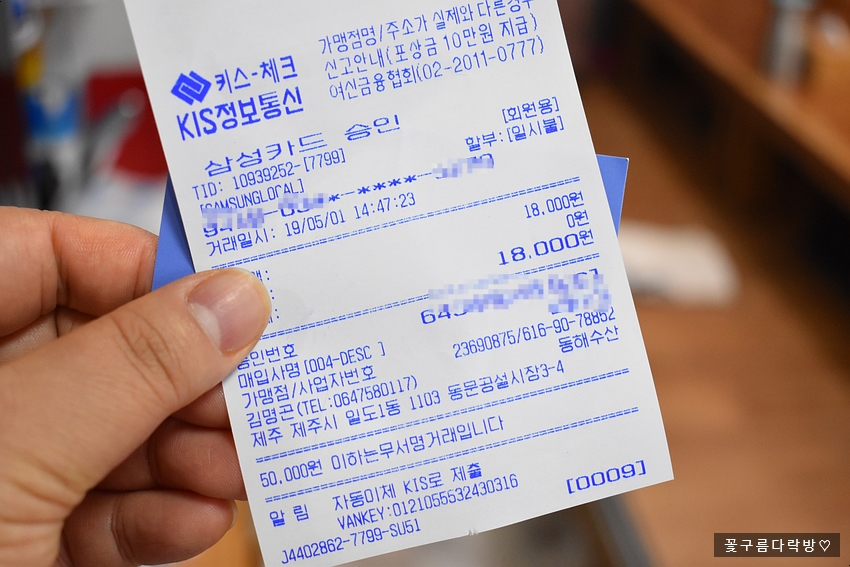 가맹점명/주소가 실제와 다른경우
신고안내(포상금 10만원 지급)
여신금융협회(02-2011-0777)
키스-체크
KIS정보통신
삼성카드 승인
[회원용]
TID: 10939252-[7799]
할부:[일시불]
[SAMSUNGLOCAL]
거래일시: 19/05/01 14:47:23
18,000원
0원
18,000원
승인번호
매입사명[004-DESC ]
가맹점/사업자번호 23690875/616-90-78852
김명곤(TEL:0647580117) 동해수산
제주 제주시 일도1동 1103 동문공설시장3-4
50,000원 이하는무서명거래입니다
알 림 자동이체 KIS로 제출
VANKEY:0121055532430316
[0009]
J4402862-7799-SU51
꽃구름다락방♡